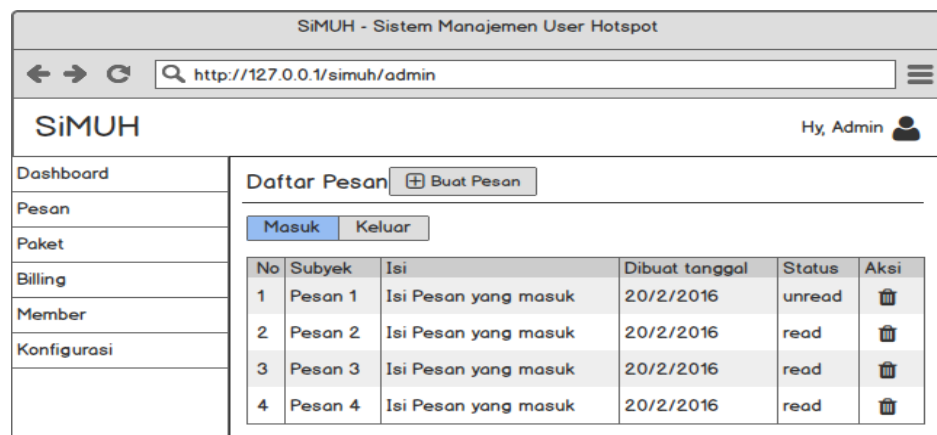 SiMUH - Sistem Manajemen User Hotspot
http://127.0.0.1/simuh/admin
SiMUH
Hy, Admin
Dashboard
Pesan
Paket
Billing
Member
Konfigurasi
Daftar Pesan Buat Pesan
Masuk Keluar
No Subyek Isi Dibuat tanggal Status Aksi
1 Pesan 1 Isi Pesan yang masuk 20/2/2016 unread
2 Pesan 2 Isi Pesan yang masuk 20/2/2016 read
3 Pesan 3 Isi Pesan yang masuk 20/2/2016 read
4 Pesan 4 Isi Pesan yang masuk 20/2/2016 read